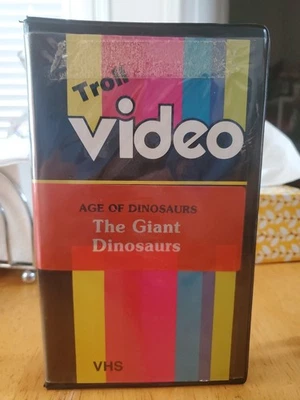 Troll
video
AGE OF DINOSAURS
The Giant
Dinosaurs
VHS